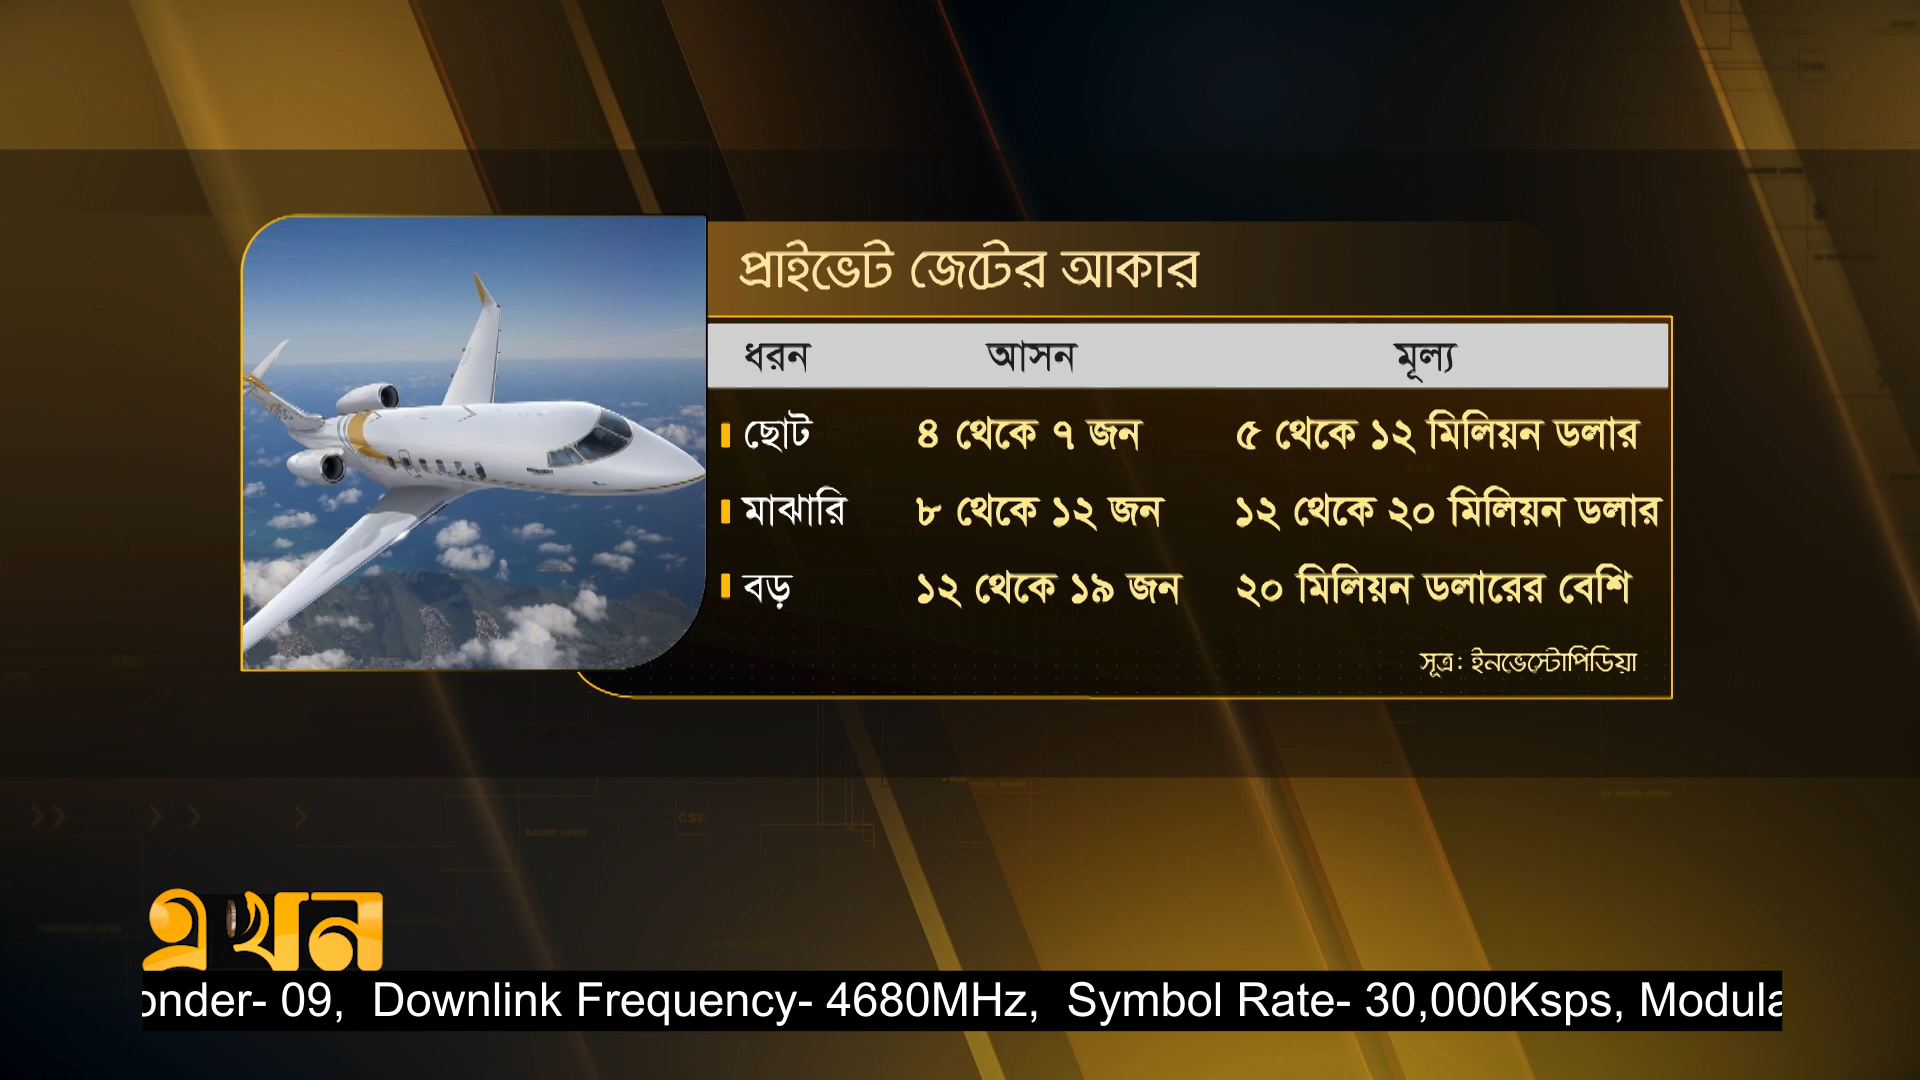 প্রাইভেট জেটের আকার
ধরন আসন মূল্য
ছোট ৪ থেকে ৭ জন ৫ থেকে ১২ মিলিয়ন ডলার
মাঝারি ৮ থেকে ১২ জন ১২ থেকে ২০ মিলিয়ন ডলার
বড় ১২ থেকে ১৯ জন ২০ মিলিয়ন ডলারের বেশি
সূত্র: ইনভেস্টোপিডিয়া
এখন
onder- 09, Downlink Frequency- 4680MHz, Symbol Rate- 30,000Ksps, Modula